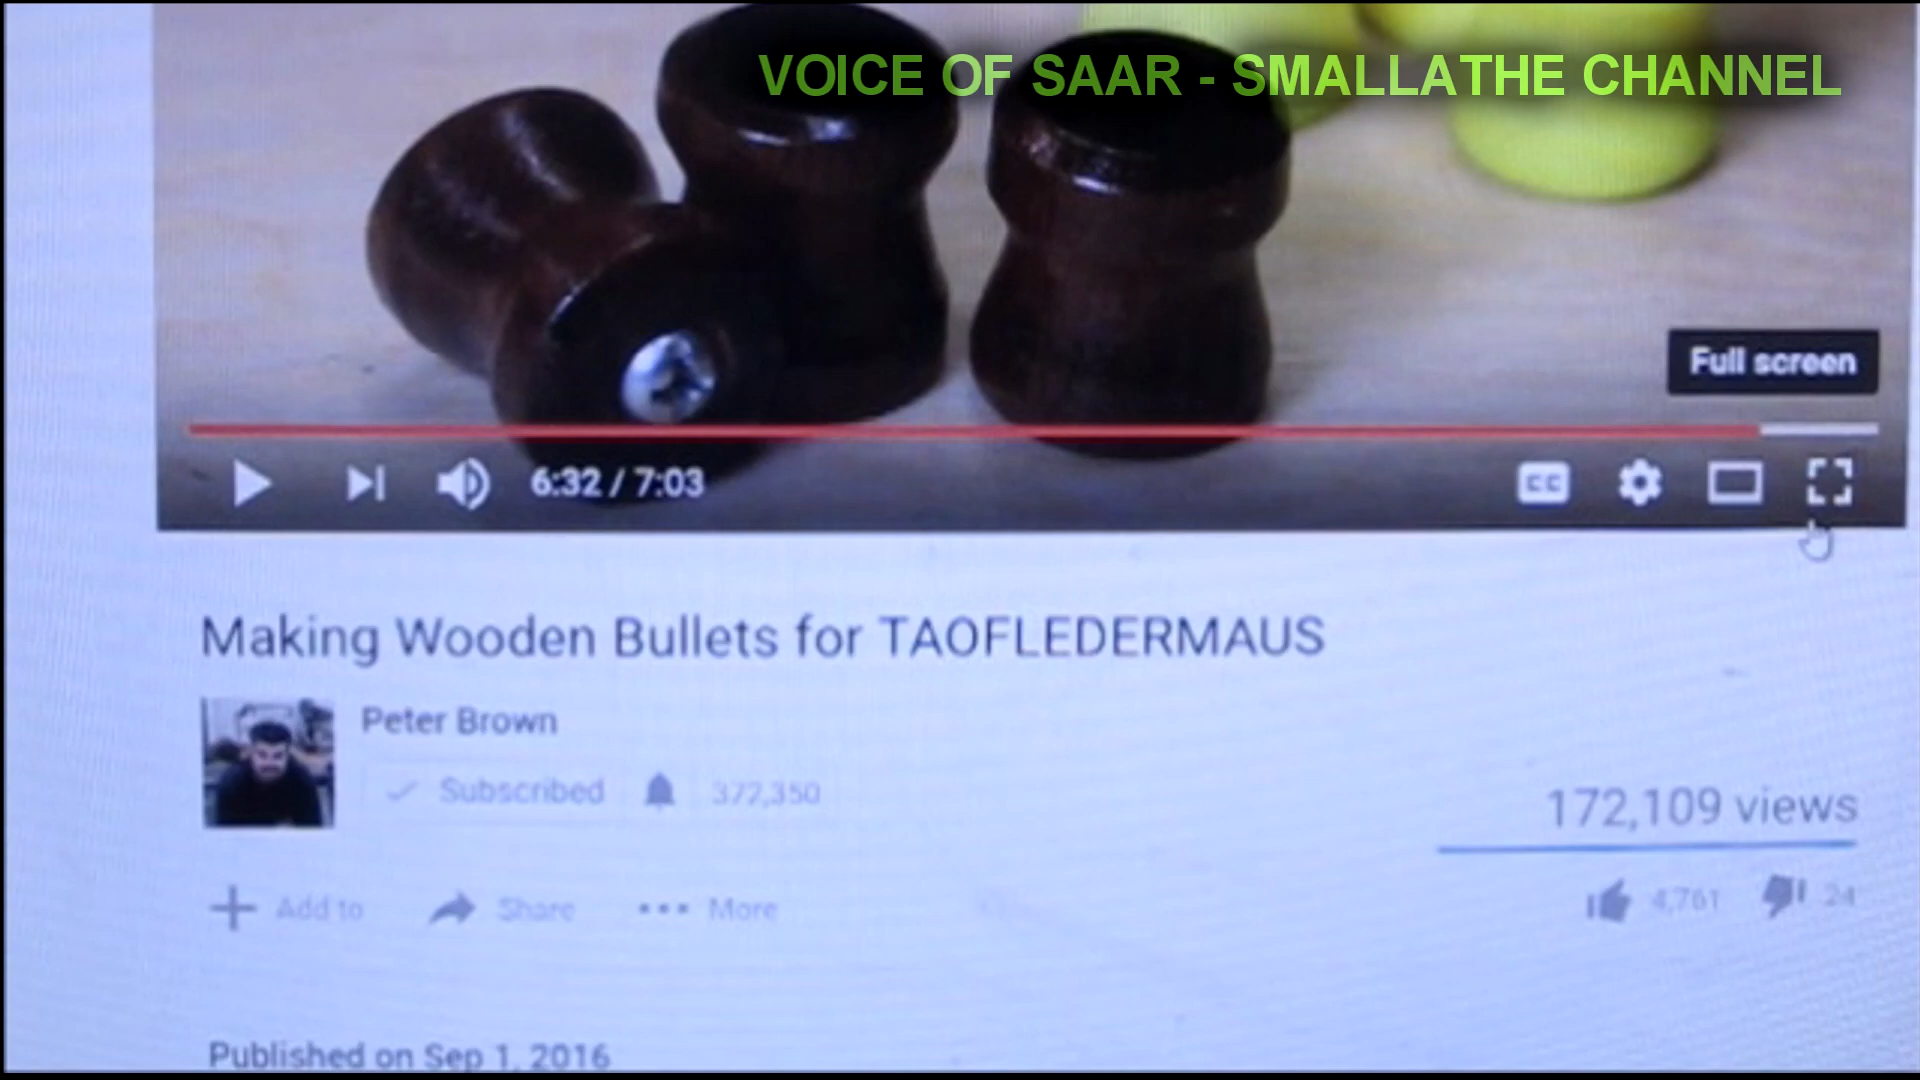 VOICE OF SAAR - SMALLATHE CHANNEL
Full screen
6:32 / 7:03
CC
Making Wooden Bullets for TAOFLEDERMAUS
Peter Brown
Subscribed 372,350
172,109 views
Add to Share More
4,761 24
Published on Sep 1, 2016